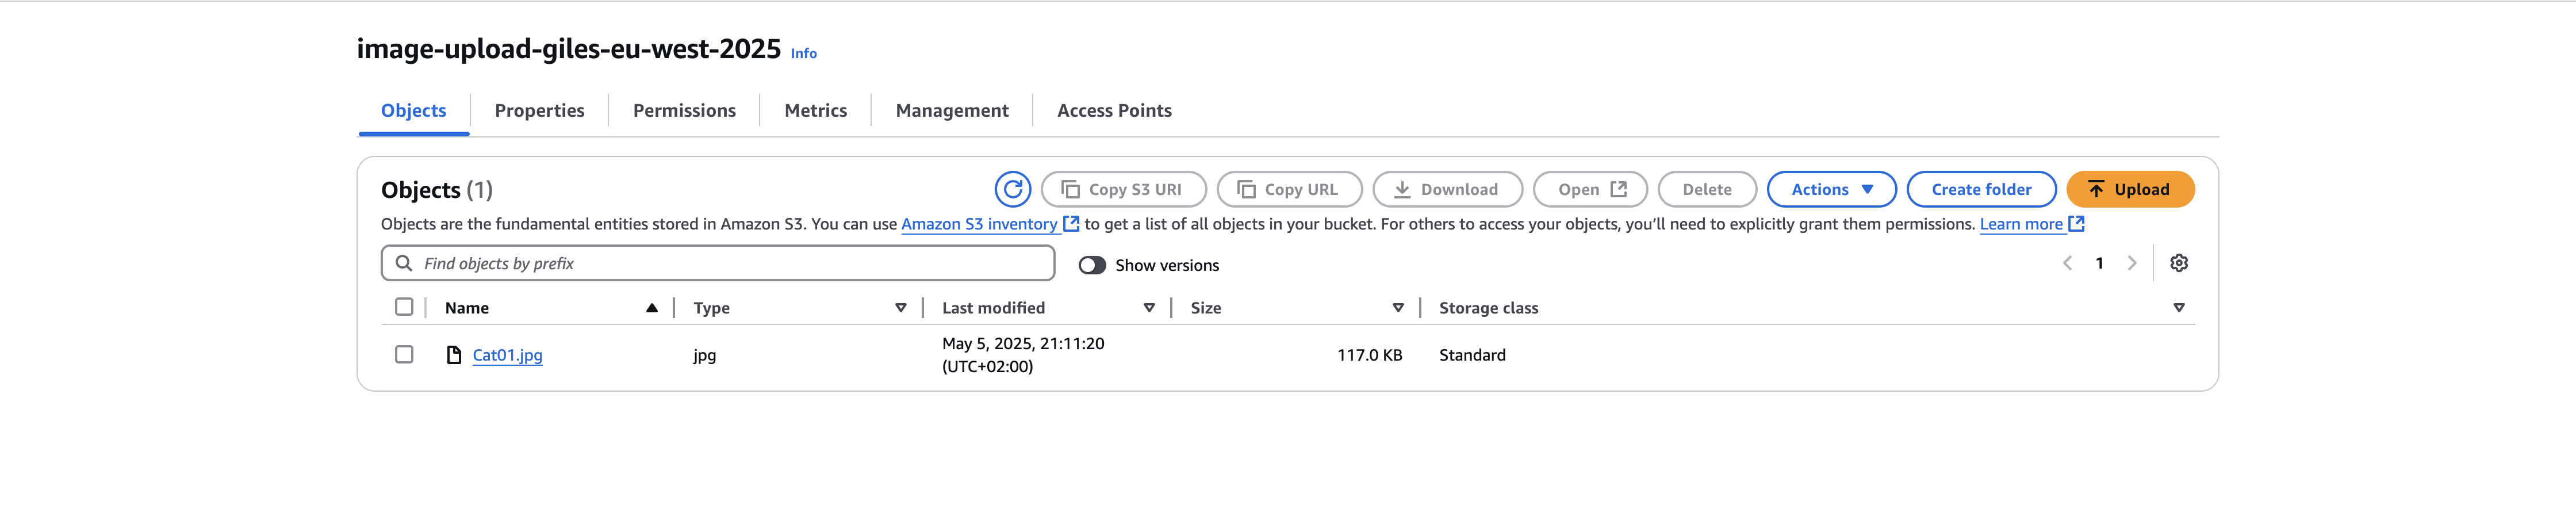 image-upload-giles-eu-west-2025 Info
Objects Properties Permissions Metrics Management Access Points
Objects (1) Copy S3 URI Copy URL Download Open Delete Actions Create folder Upload
Objects are the fundamental entities stored in Amazon S3. You can use Amazon S3 inventory to get a list of all objects in your bucket. For others to access your objects, you’ll need to explicitly grant them permissions. Learn more
Find objects by prefix Show versions 1
Name Type Last modified Size Storage class
Cat01.jpg jpg May 5, 2025, 21:11:20 (UTC+02:00) 117.0 KB Standard